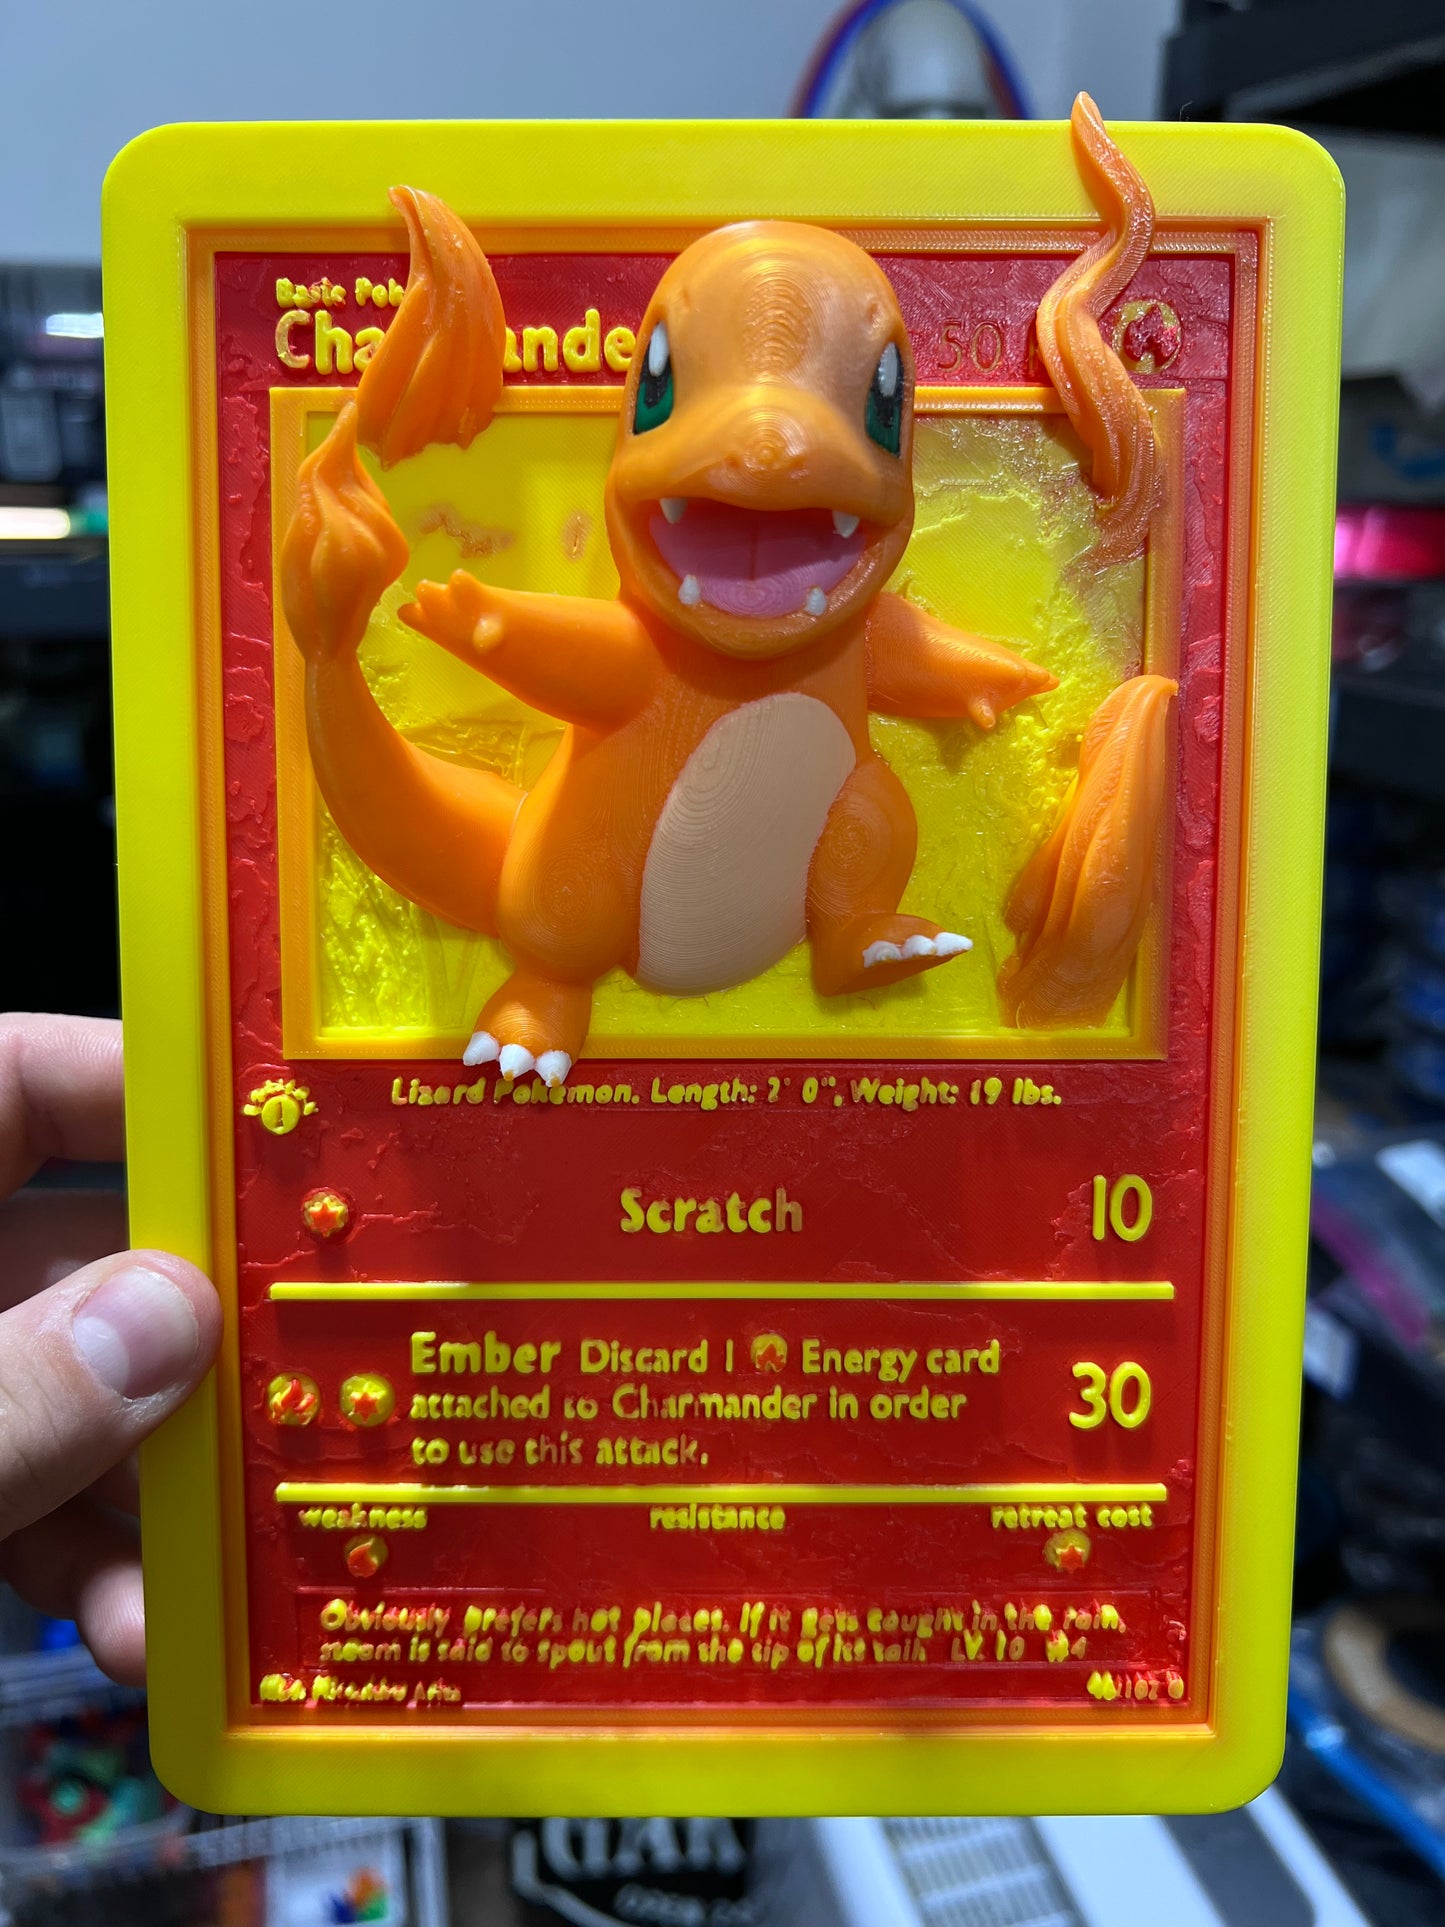 Basic Pok
Cha ande
50
Lizard Pokemon. Length: 2' 0", Weight: 19 lbs.
1
Scratch 10
Ember Discard 1 Energy card 30
attached to Charmander in order
to use this attack.
weakness resistance retreat cost
Obviously prefers hot places. If it gets caught in the rain,
steam is said to spout from the tip of its tail. LV. 10 #4